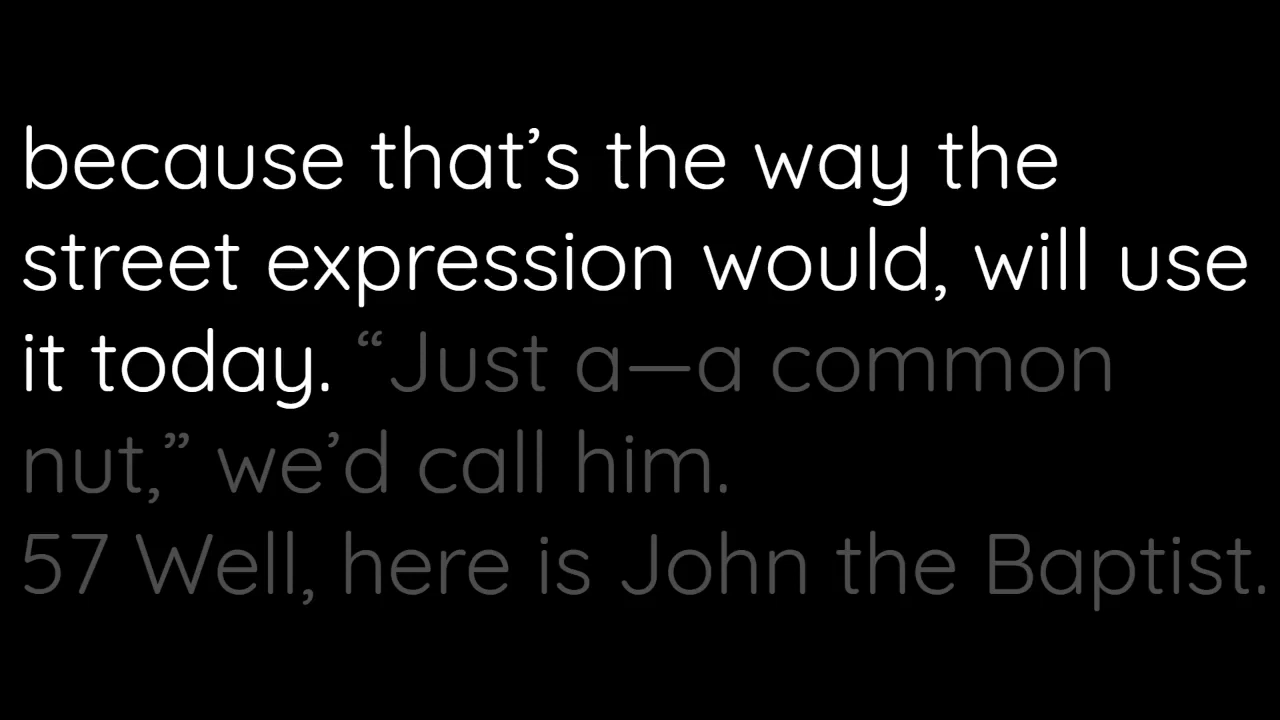 because that’s the way the
street expression would, will use
it today. “Just a—a common
nut,” we’d call him.
57 Well, here is John the Baptist.